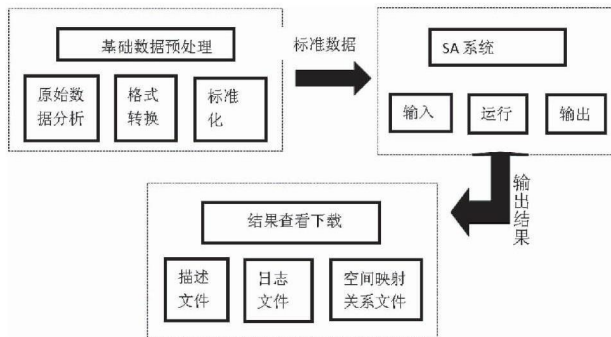 基础数据预处理
原始数
据分析
格式
转换
标准
化
标准数据
SA 系统
输入
运行
输出
输出结果
结果查看下载
描述
文件
日志
文件
空间映射
关系文件